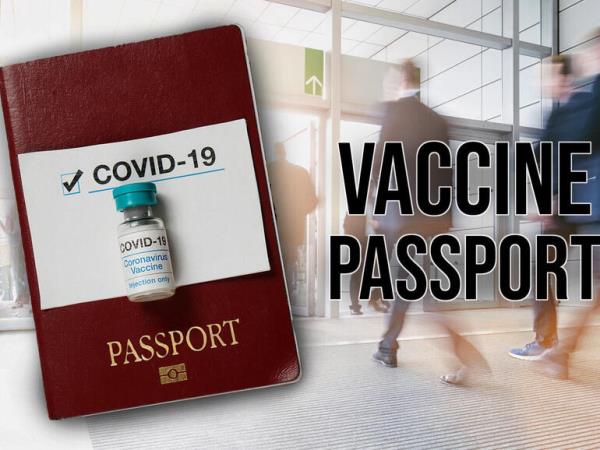 COVID-19
COVID-19
Coronavirus
Vaccine
Injection only
PASSPORT
VACCINE
PASSPORT